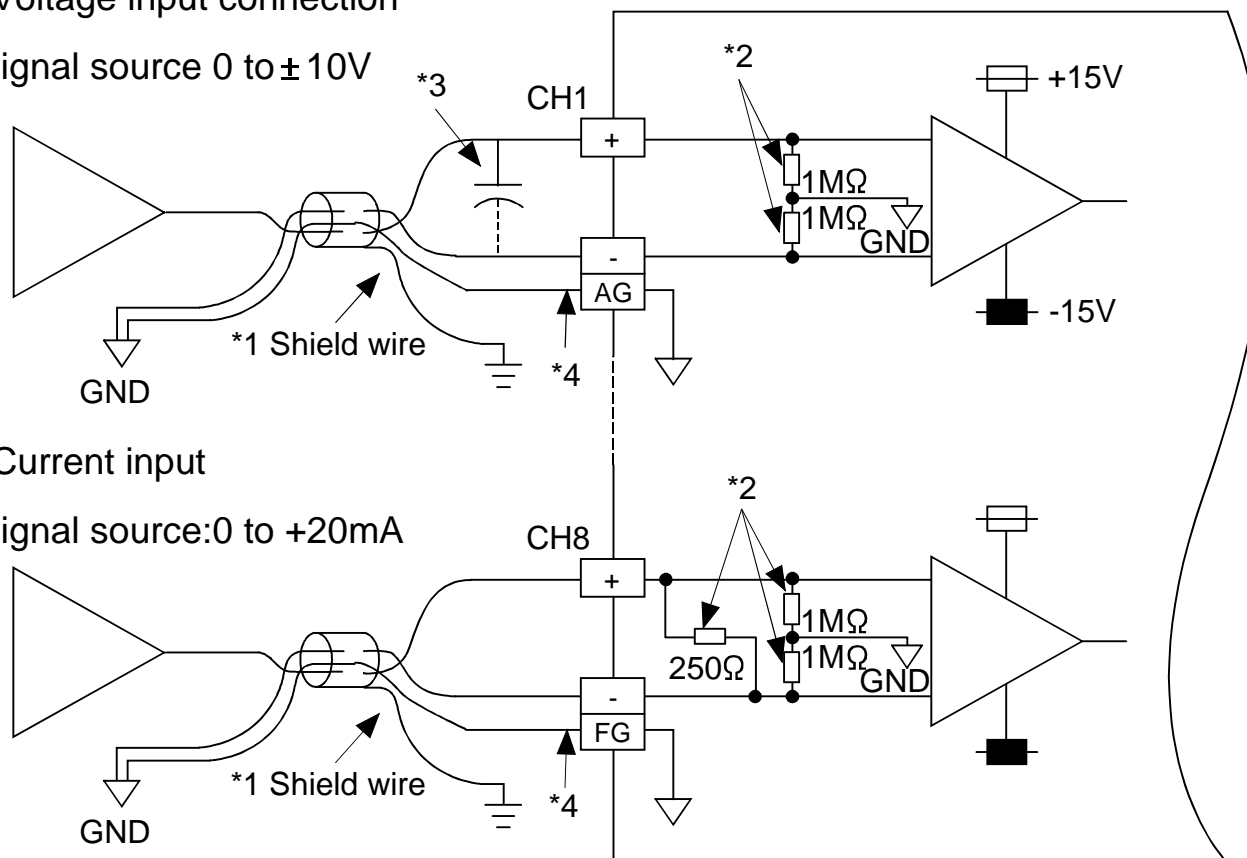 Voltage input connection
ignal source 0 to ± 10V
*3
CH1
*2
+15V
+
1MΩ
1MΩ
GND
-
AG
-15V
*1 Shield wire
*4
GND
Current input
ignal source:0 to +20mA
*2
CH8
+
1MΩ
250Ω
1MΩ
GND
-
FG
*1 Shield wire
*4
GND